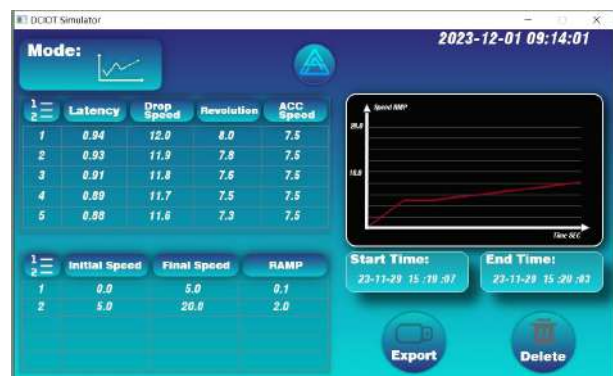 DCIOT Simulator
2023-12-01 09:14:01
Mode:
1 2 Latency Drop Speed Revolution ACC Speed
1 0.94 12.0 8.0 7.5
2 0.93 11.9 7.8 7.5
3 0.91 11.8 7.6 7.5
4 0.89 11.7 7.5 7.5
5 0.88 11.6 7.3 7.5
Speed RMP
20.0
10.0
Time SEC
1 2 Initial Speed Final Speed RAMP
1 0.0 5.0 0.1
2 5.0 20.0 2.0
Start Time: End Time:
23-11-29 15:19:07 23-11-29 15:20:03
Export Delete